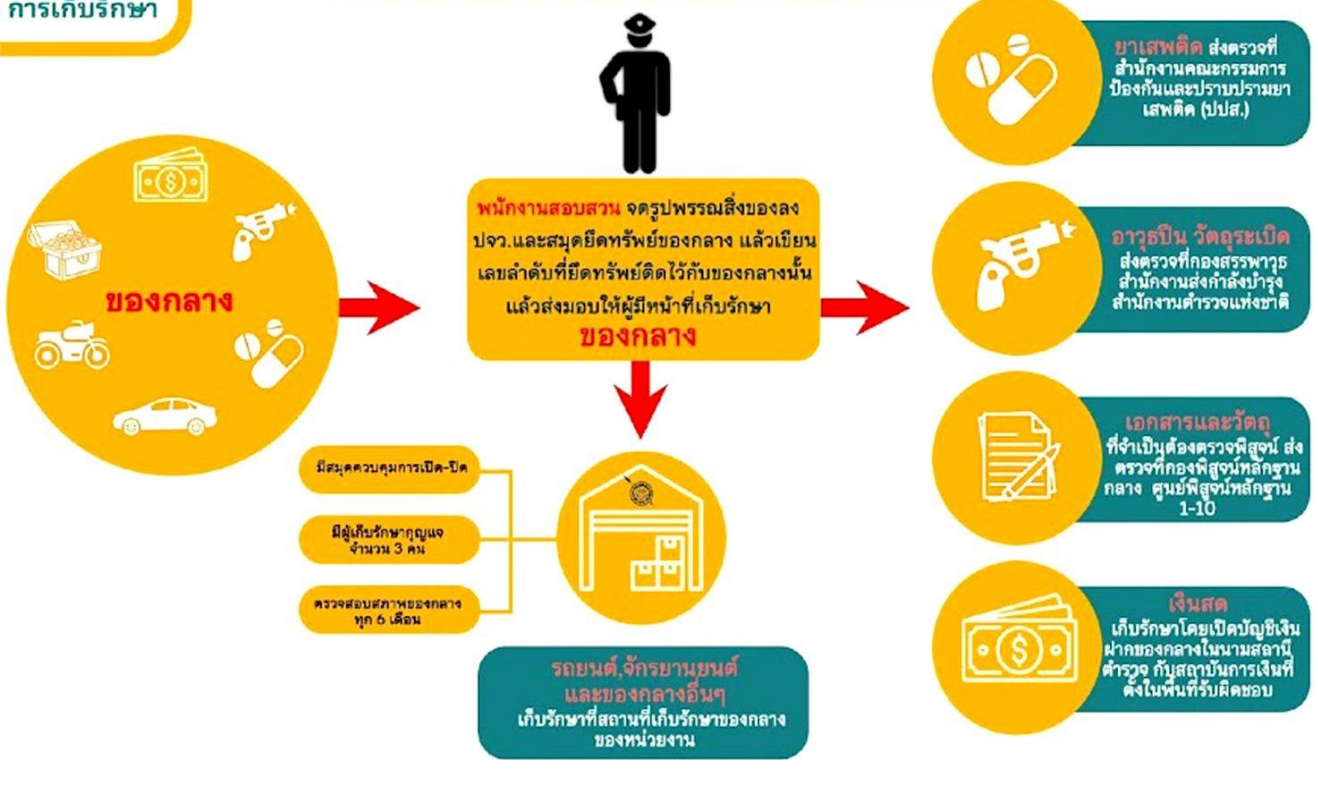 การเก็บรักษา
ของกลาง
พนักงานสอบสวน จดรูปพรรณสิ่งของลง
ปจว.และสมุดยึดทรัพย์ของกลาง แล้วเขียน
เลขลำดับที่ยึดทรัพย์ติดไว้กับของกลางนั้น
แล้วส่งมอบให้ผู้มีหน้าที่เก็บรักษา
ของกลาง
มีสมุดควบคุมการเปิด-ปิด
มีผู้เก็บรักษากุญแจ
จำนวน 3 คน
ตรวจสอบสภาพของกลาง
ทุก 6 เดือน
รถยนต์,จักรยานยนต์
และของกลางอื่นๆ
เก็บรักษาที่สถานที่เก็บรักษาของกลาง
ของหน่วยงาน
ยาเสพติด ส่งตรวจที่
สำนักงานคณะกรรมการ
ป้องกันและปราบปรามยา
เสพติด (ปปส.)
อาวุธปืน วัตถุระเบิด
ส่งตรวจที่กองสรรพาวุธ
สำนักงานส่งกำลังบำรุง
สำนักงานตำรวจแห่งชาติ
เอกสารและวัตถุ
ที่จำเป็นต้องตรวจพิสูจน์ ส่ง
ตรวจที่กองพิสูจน์หลักฐาน
กลาง ศูนย์พิสูจน์หลักฐาน
1-10
เงินสด
เก็บรักษาโดยเปิดบัญชีเงิน
ฝากของกลางในนามสถานี
ตำรวจ กับสถาบันการเงินที่
ตั้งในพื้นที่รับผิดชอบ